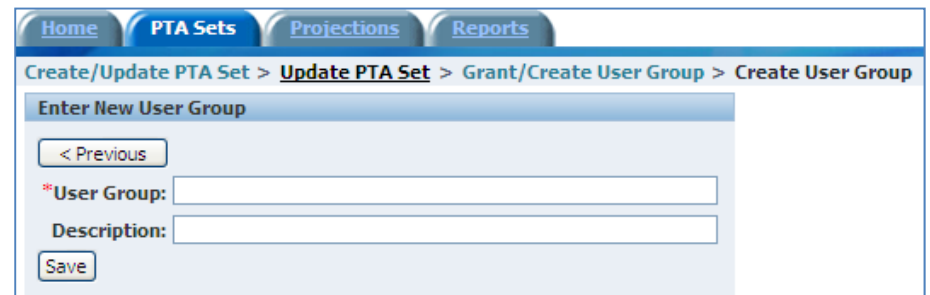 Home PTA Sets Projections Reports
Create/Update PTA Set > Update PTA Set > Grant/Create User Group > Create User Group
Enter New User Group
< Previous
*User Group:
Description:
Save